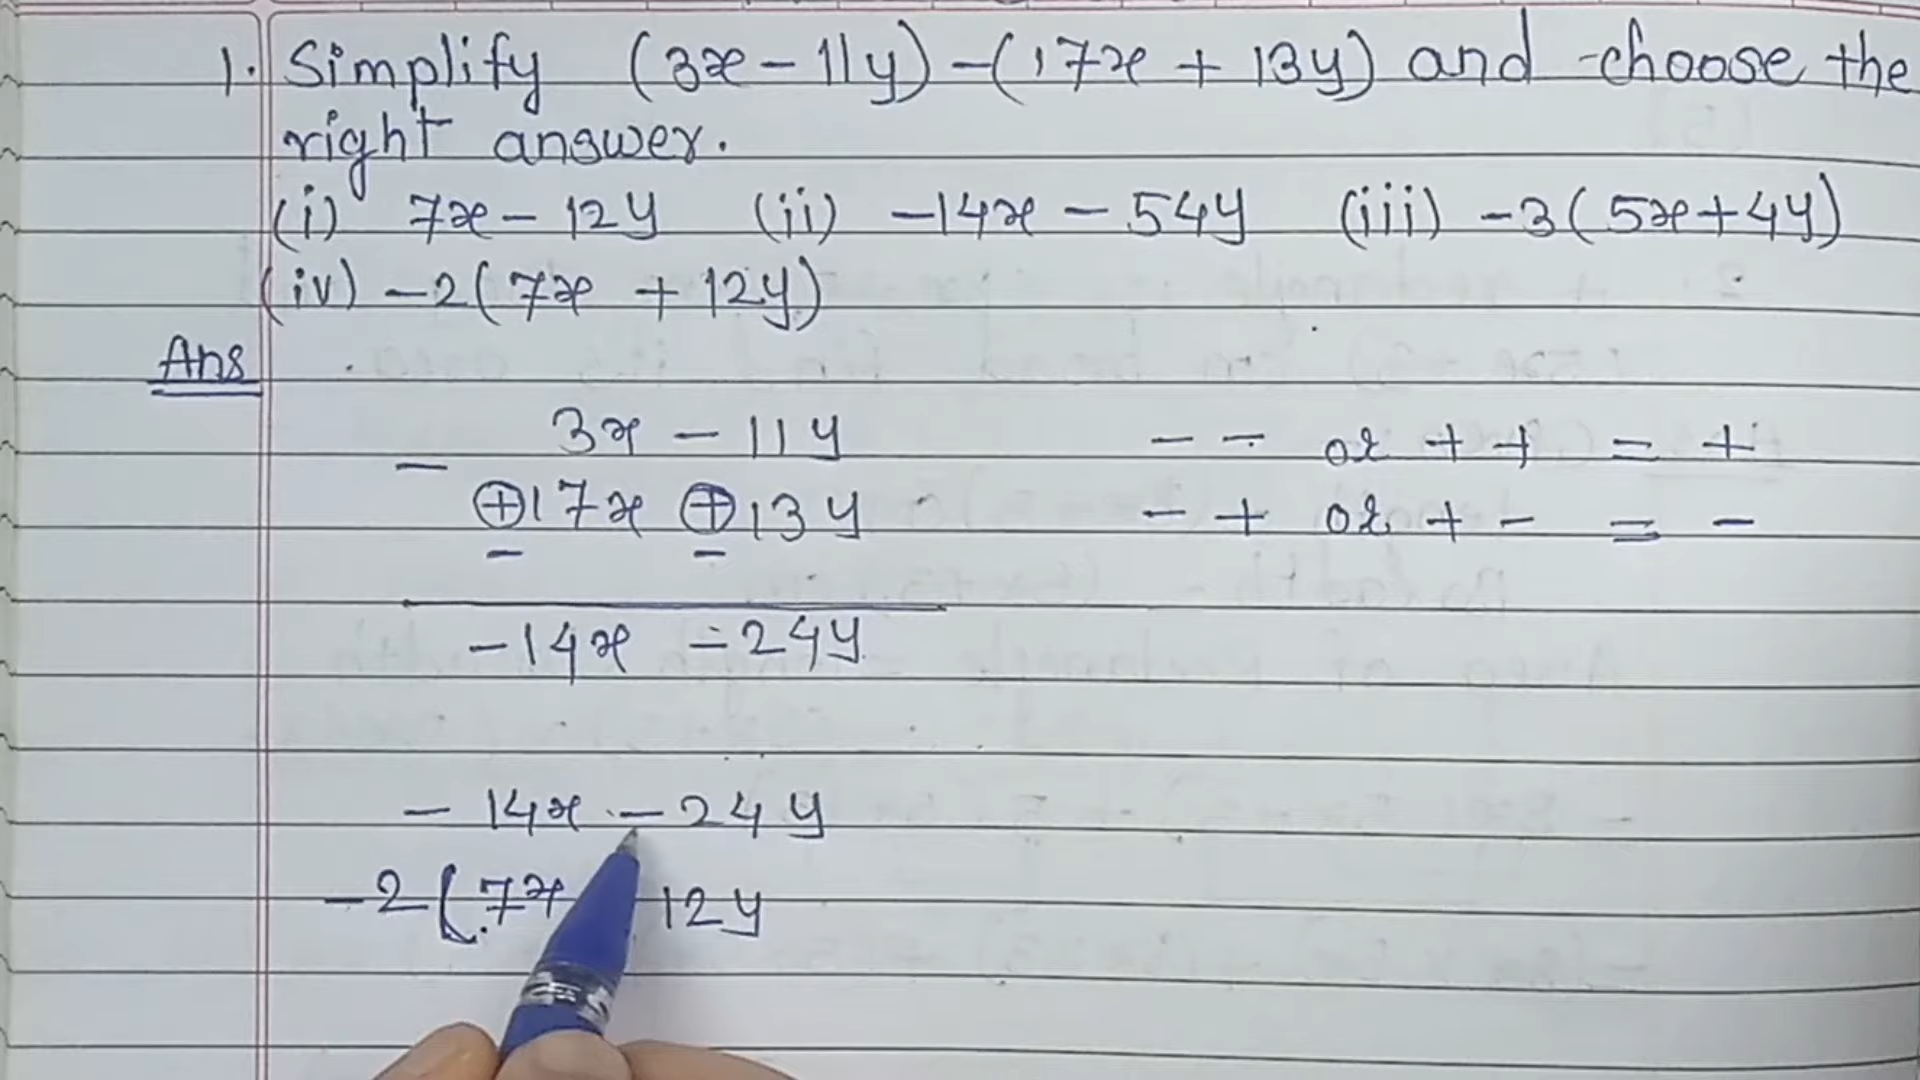 1. Simplify (3x - 11y) - (17x + 13y) and choose the
right answer.
(i) 7x - 12y (ii) -14x - 54y (iii) -3(5x+4y)
(iv) -2(7x + 12y)
Ans
3x - 11y - - or + + = +
-
⊕17x ⊕13y - + or + - = -
- -
-14x -24y
- 14x - 24y
-2(7x 12y